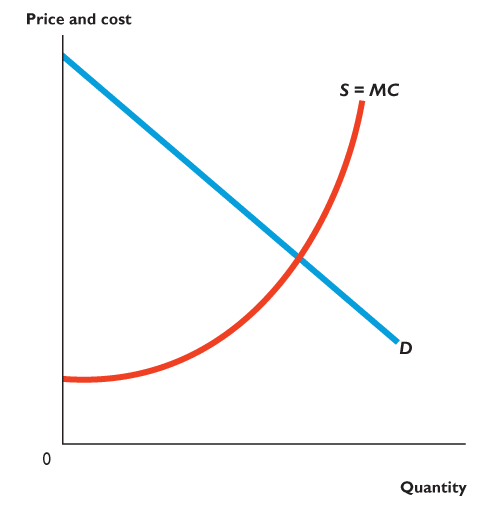 Price and cost
S = MC
D
0
Quantity